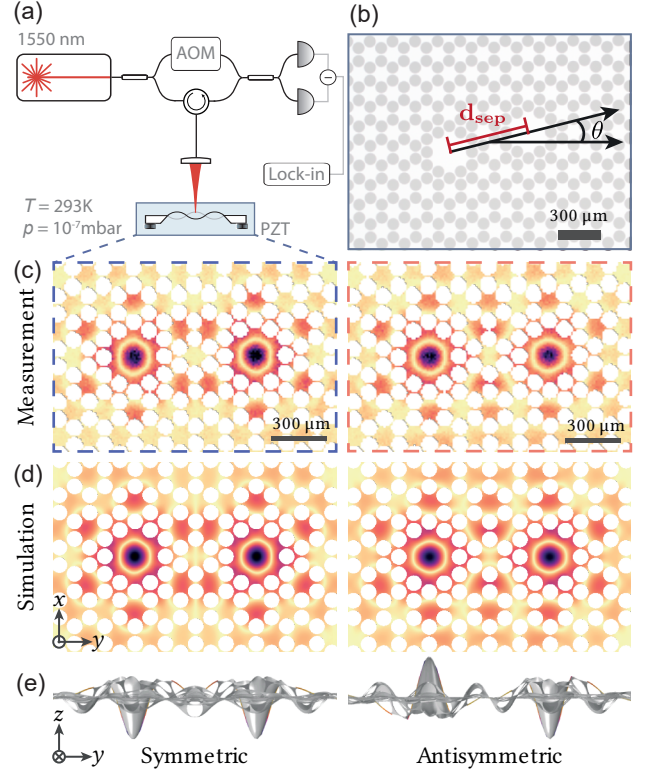 (a)
1550 nm
AOM
Lock-in
T = 293K
p = 10⁻⁷mbar
PZT
(b)
d_sep
θ
300 µm
(c)
Measurement
300 µm
300 µm
(d)
Simulation
x
y
(e)
z
y
Symmetric
Antisymmetric